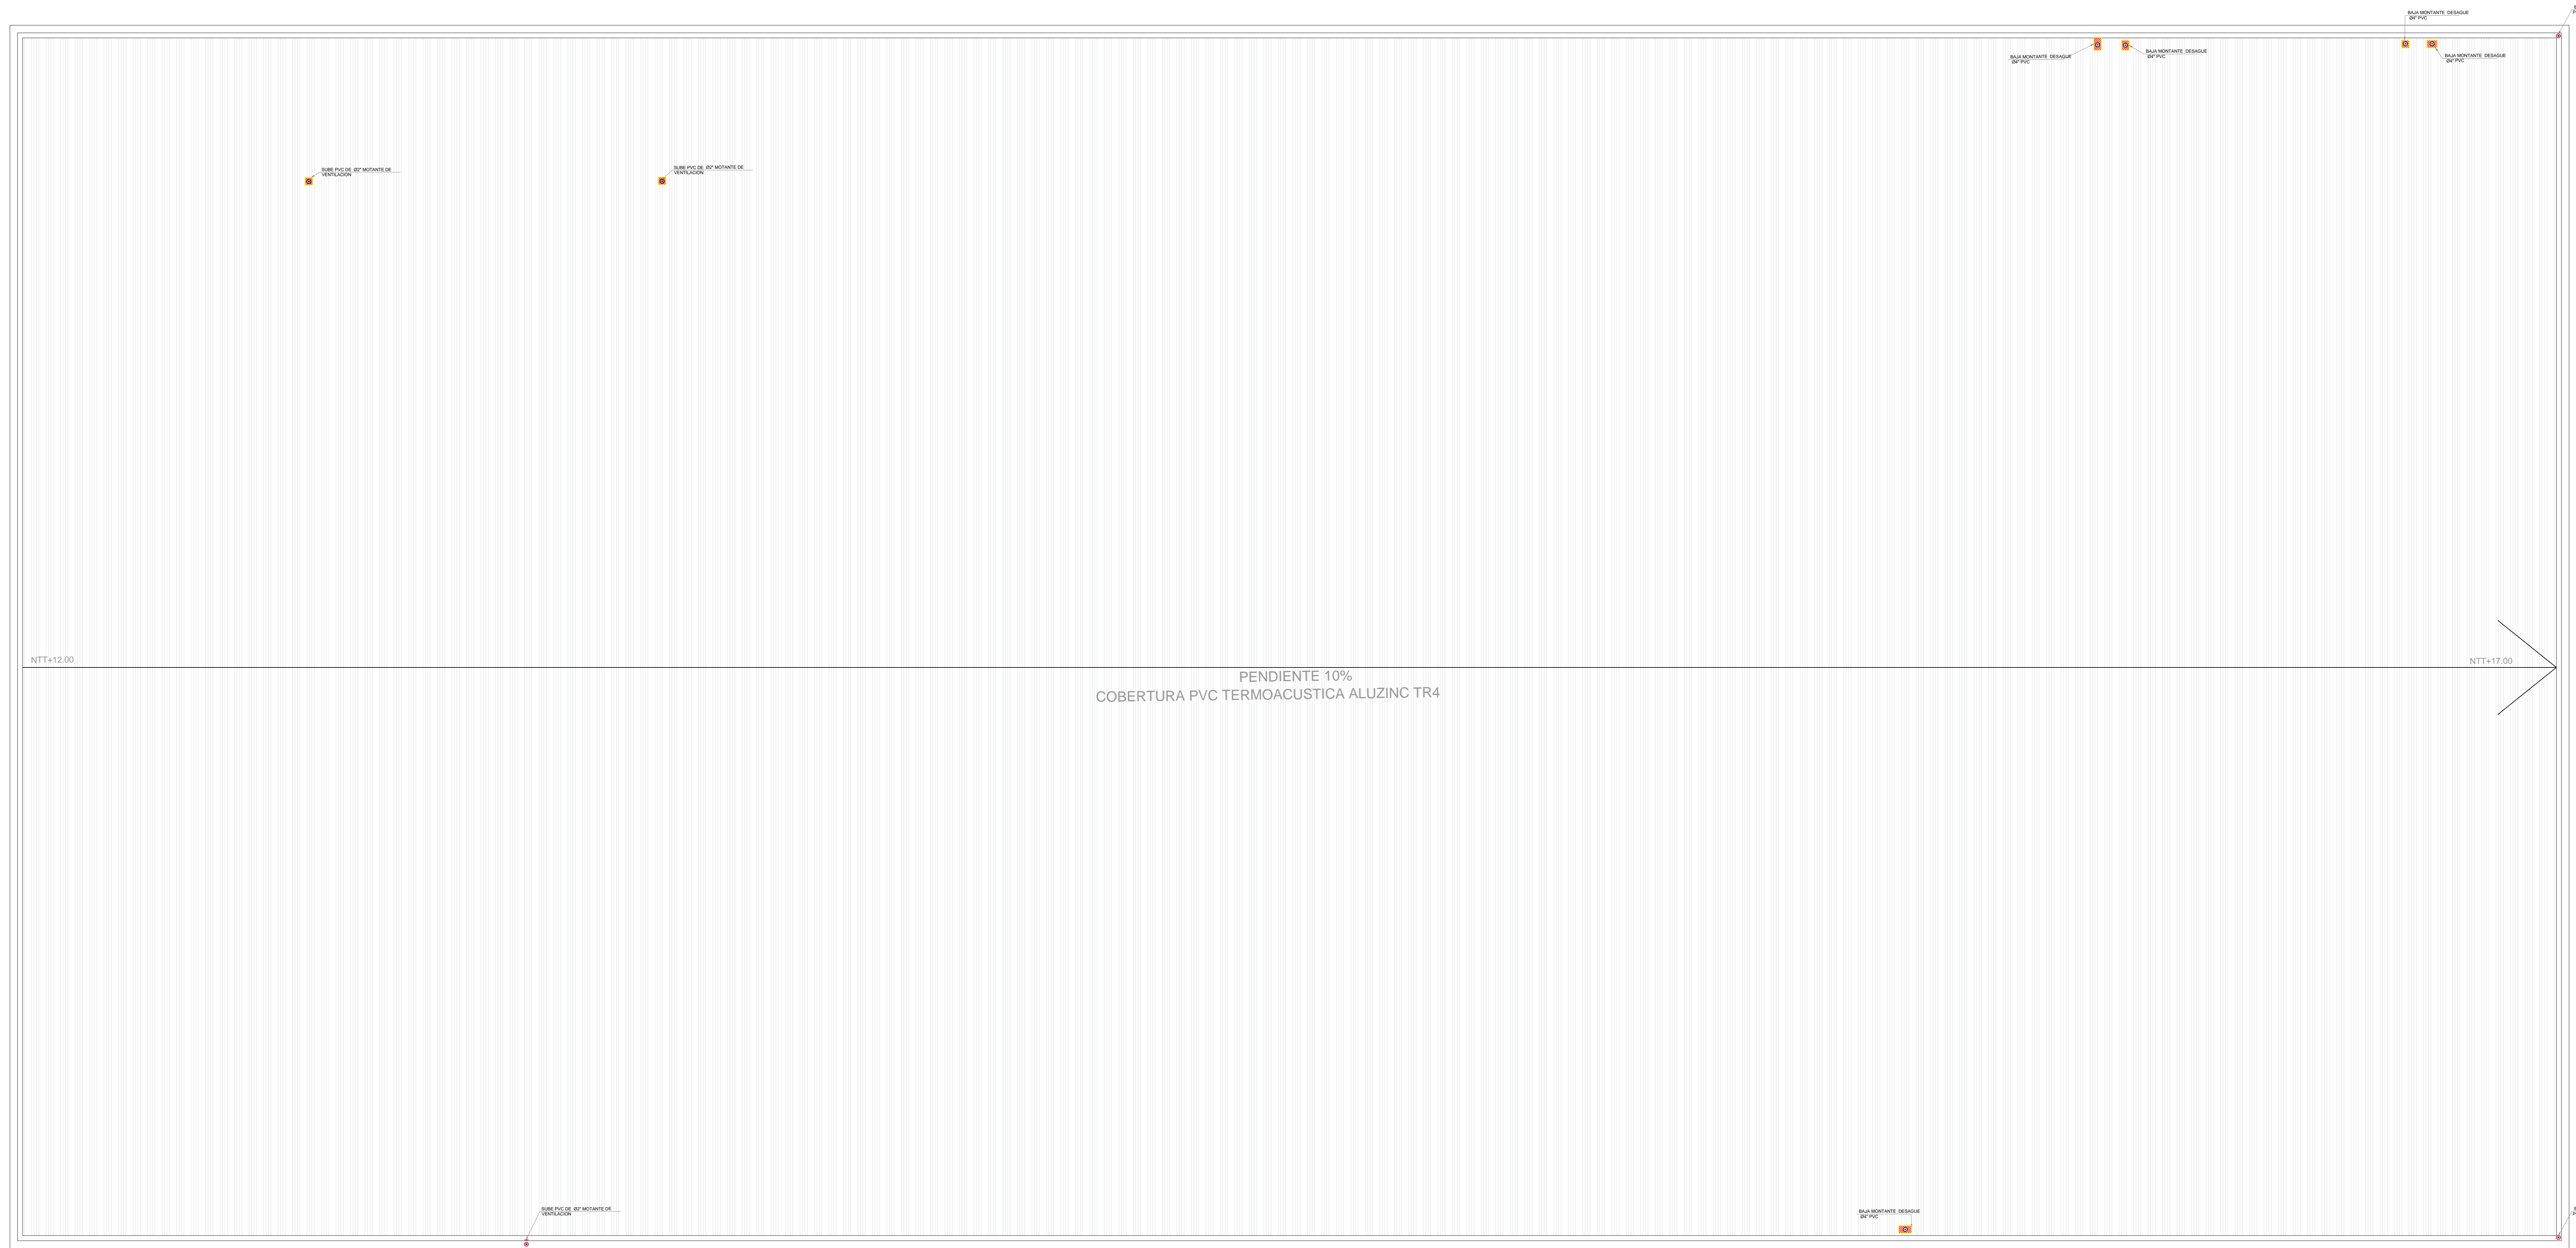 BAJA MONTANTE DESAGUE
Ø4" PVC
BAJA MONTANTE DESAGUE
Ø4" PVC
BAJA MONTANTE DESAGUE
Ø4" PVC
BAJA MONTANTE DESAGUE
Ø4" PVC
SUBE PVC DE Ø2" MOTANTE DE
VENTILACION
SUBE PVC DE Ø2" MOTANTE DE
VENTILACION
NTT+12.00
NTT+17.00
PENDIENTE 10%
COBERTURA PVC TERMOACUSTICA ALUZINC TR4
SUBE PVC DE Ø2" MOTANTE DE
VENTILACION
BAJA MONTANTE DESAGUE
Ø4" PVC